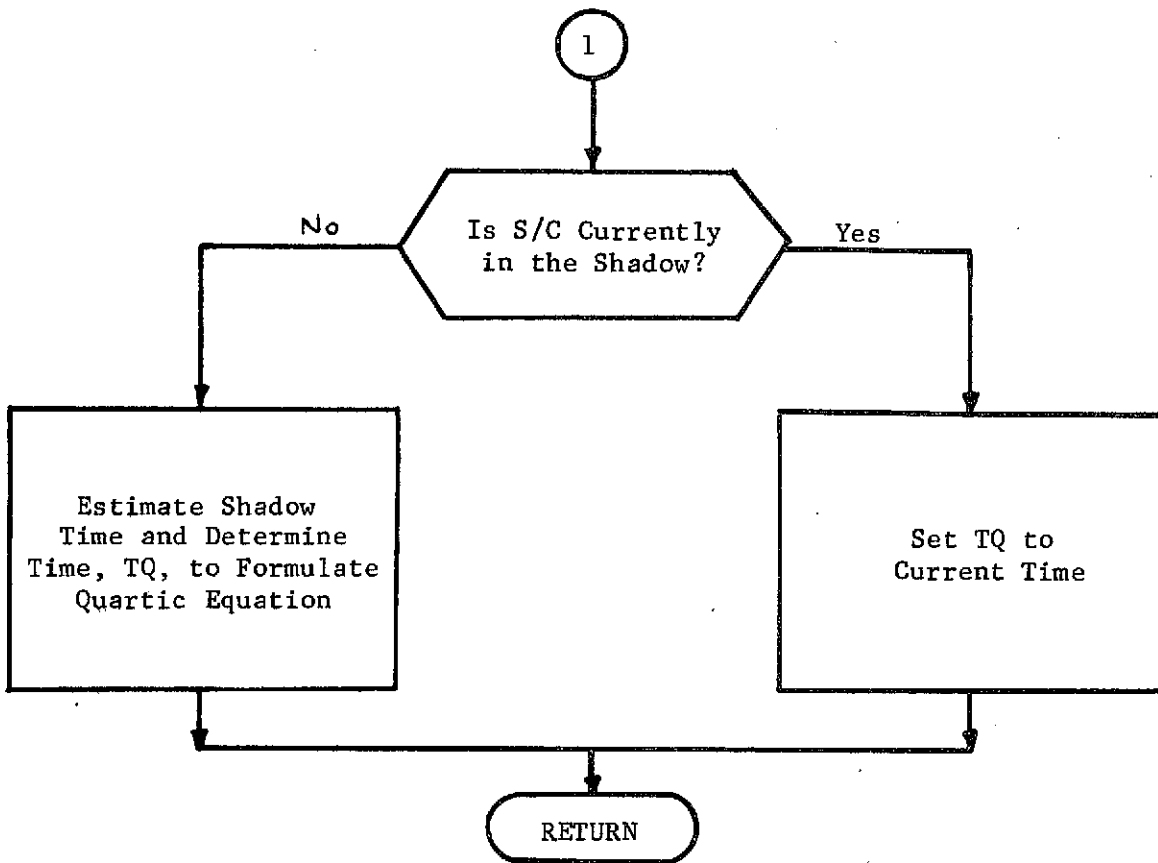 1
No
Is S/C Currently
in the Shadow?
Yes
Estimate Shadow
Time and Determine
Time, TQ, to Formulate
Quartic Equation
Set TQ to
Current Time
RETURN